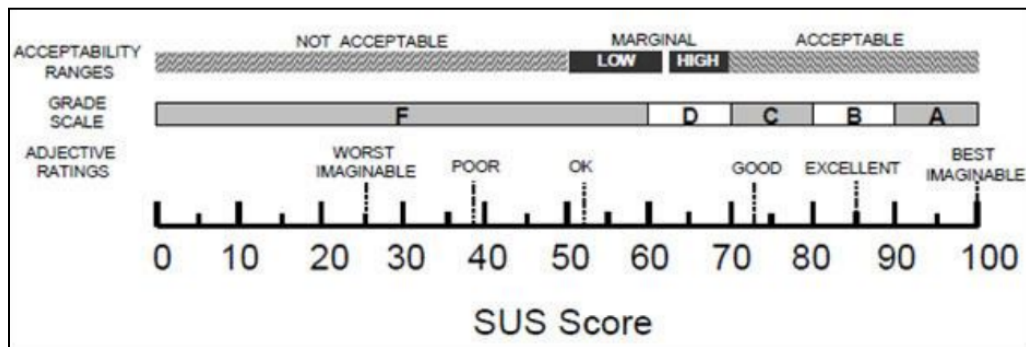 NOT ACCEPTABLE MARGINAL ACCEPTABLE
ACCEPTABILITY
RANGES
LOW HIGH
GRADE
SCALE
F D C B A
ADJECTIVE
RATINGS
WORST
IMAGINABLE
POOR
OK
GOOD
EXCELLENT
BEST
IMAGINABLE
0 10 20 30 40 50 60 70 80 90 100
SUS Score